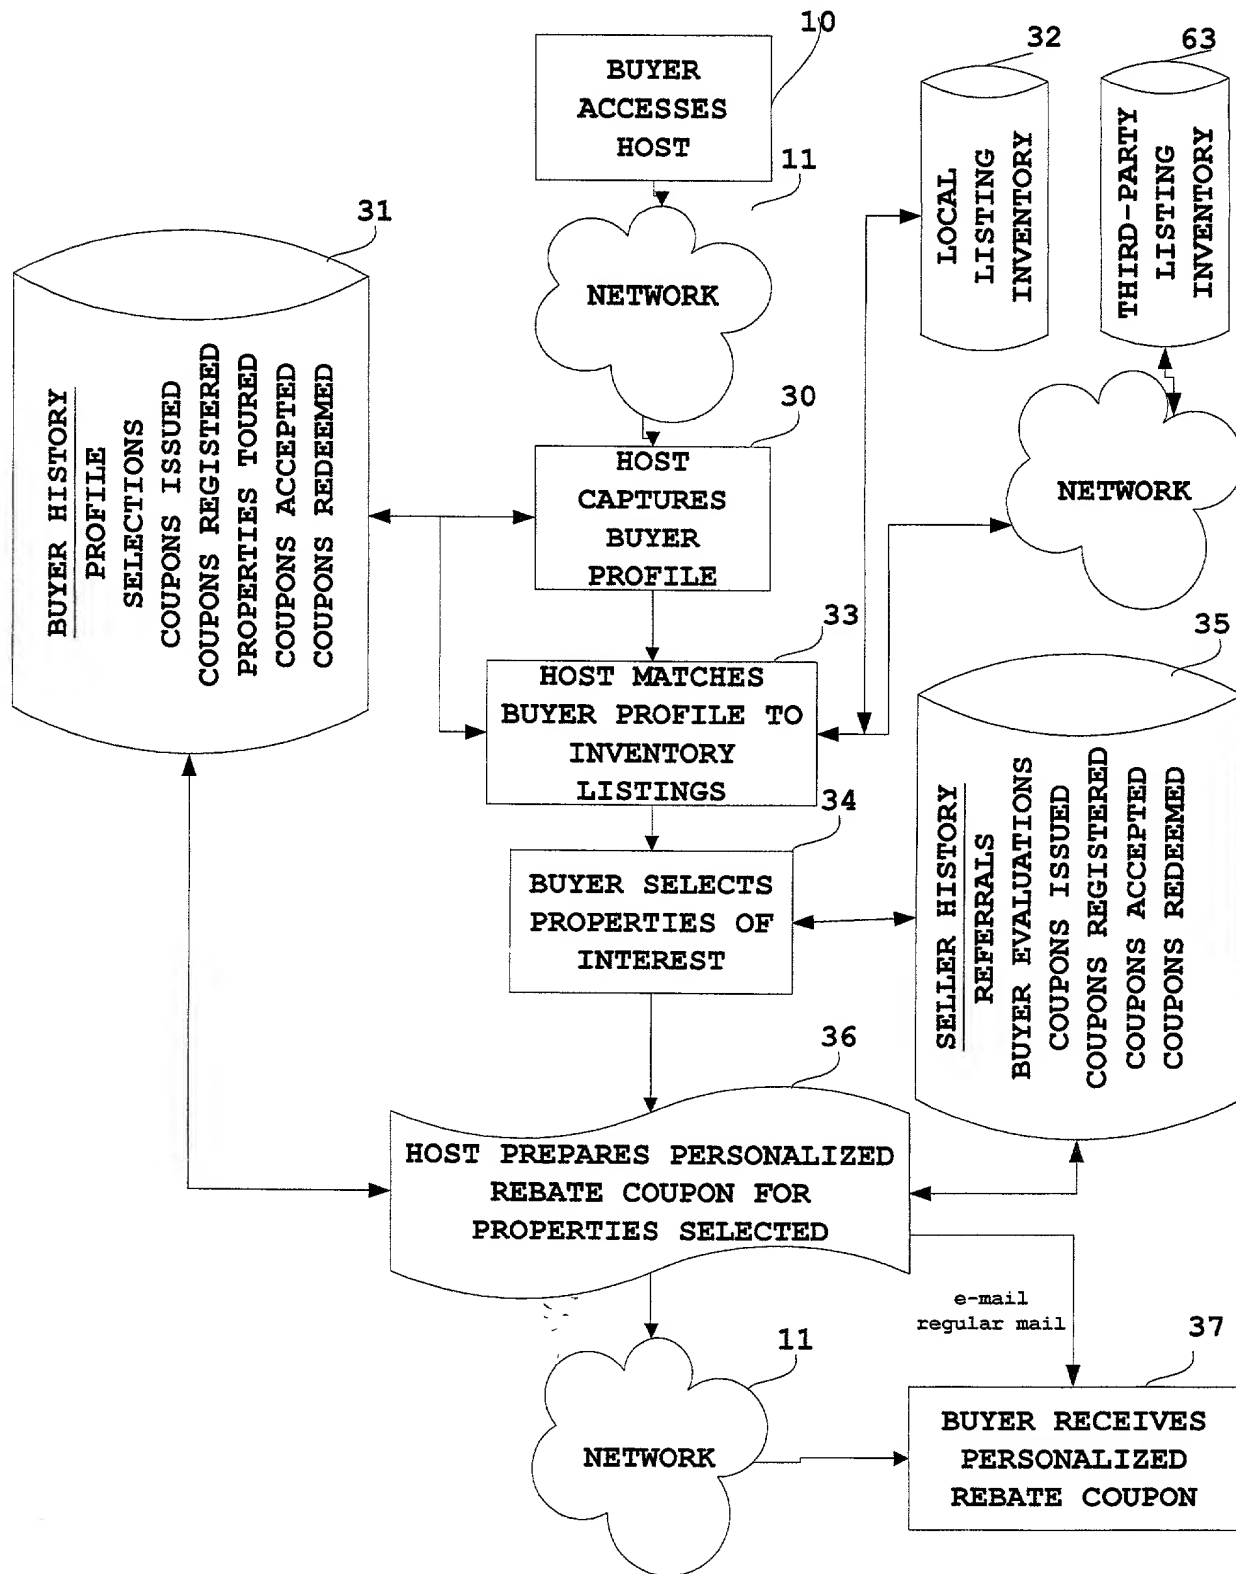 10
BUYER
ACCESSES
HOST
11
NETWORK
32
LOCAL
LISTING
INVENTORY
63
THIRD-PARTY
LISTING
INVENTORY
NETWORK
31
BUYER HISTORY
PROFILE
SELECTIONS
COUPONS ISSUED
COUPONS REGISTERED
PROPERTIES TOURED
COUPONS ACCEPTED
COUPONS REDEEMED
30
HOST
CAPTURES
BUYER
PROFILE
33
HOST MATCHES
BUYER PROFILE TO
INVENTORY
LISTINGS
34
BUYER SELECTS
PROPERTIES OF
INTEREST
35
SELLER HISTORY
REFERRALS
BUYER EVALUATIONS
COUPONS ISSUED
COUPONS REGISTERED
COUPONS ACCEPTED
COUPONS REDEEMED
36
HOST PREPARES PERSONALIZED
REBATE COUPON FOR
PROPERTIES SELECTED
e-mail
regular mail
11
NETWORK
37
BUYER RECEIVES
PERSONALIZED
REBATE COUPON